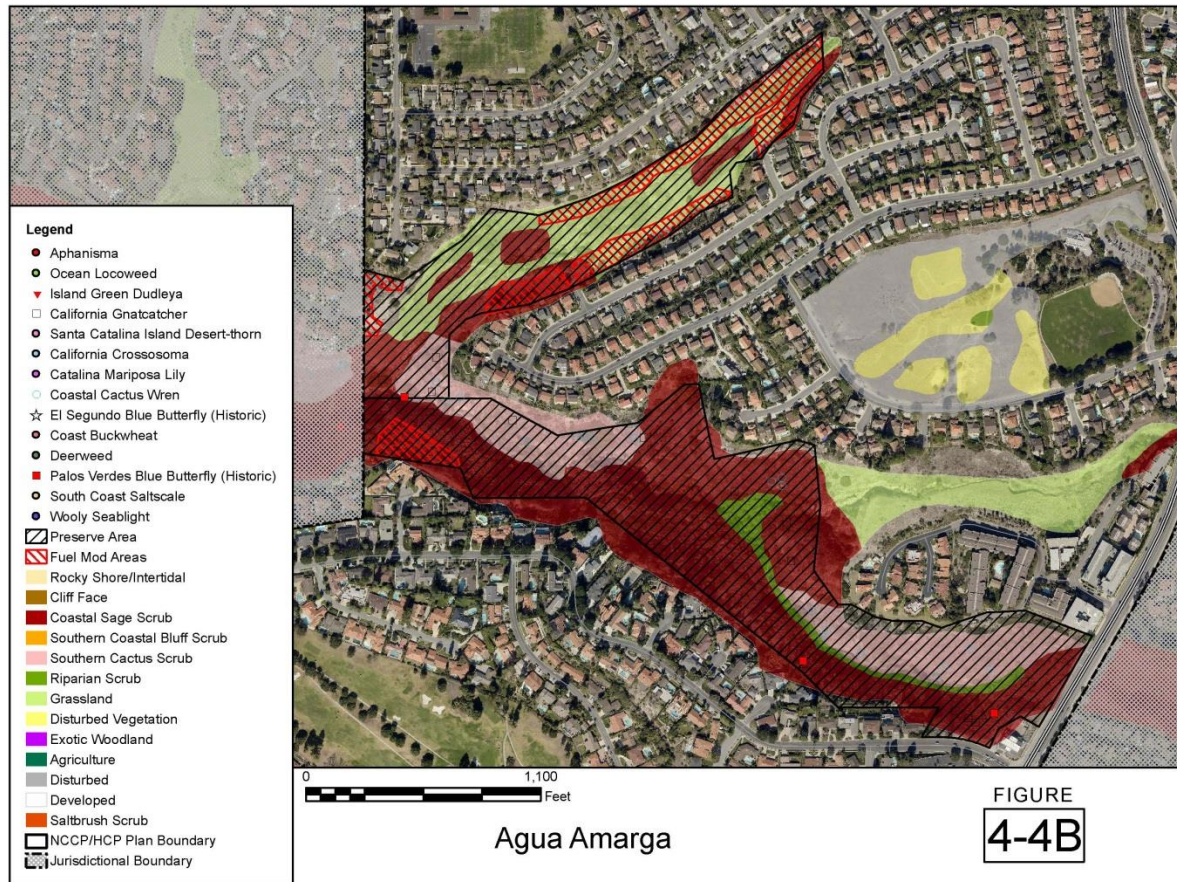 Legend
Aphanisma
Ocean Locoweed
Island Green Dudleya
California Gnatcatcher
Santa Catalina Island Desert-thorn
California Crossosoma
Catalina Mariposa Lily
Coastal Cactus Wren
El Segundo Blue Butterfly (Historic)
Coast Buckwheat
Deerweed
Palos Verdes Blue Butterfly (Historic)
South Coast Saltscale
Wooly Seablight
Preserve Area
Fuel Mod Areas
Rocky Shore/Intertidal
Cliff Face
Coastal Sage Scrub
Southern Coastal Bluff Scrub
Southern Cactus Scrub
Riparian Scrub
Grassland
Disturbed Vegetation
Exotic Woodland
Agriculture
Disturbed
Developed
Saltbrush Scrub
NCCP/HCP Plan Boundary
Jurisdictional Boundary
0 1,100
Feet
Agua Amarga
FIGURE
4-4B